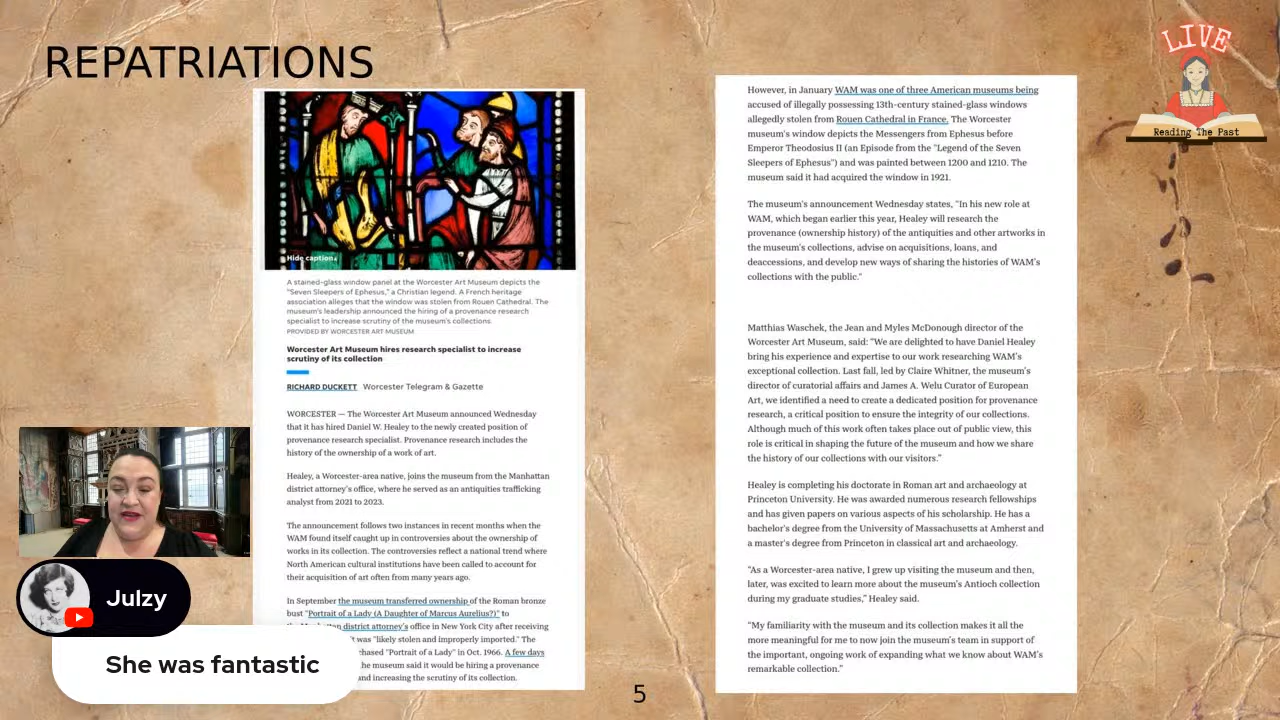 REPATRIATIONS
LIVE
Reading The Past
Hide caption
A stained-glass window panel at the Worcester Art Museum depicts the
"Seven Sleepers of Ephesus," a Christian legend. A French heritage
association alleges that the window was stolen from Rouen Cathedral. The
museum's leadership announced the hiring of a provenance research
specialist to increase scrutiny of the museum's collections.
PROVIDED BY WORCESTER ART MUSEUM
Worcester Art Museum hires research specialist to increase
scrutiny of its collection
RICHARD DUCKETT Worcester Telegram & Gazette
WORCESTER — The Worcester Art Museum announced Wednesday
that it has hired Daniel W. Healey to the newly created position of
provenance research specialist. Provenance research includes the
history of the ownership of a work of art.
Healey, a Worcester-area native, joins the museum from the Manhattan
district attorney's office, where he served as an antiquities trafficking
analyst from 2021 to 2023.
The announcement follows two instances in recent months when the
WAM found itself caught up in controversies about the ownership of
works in its collection. The controversies reflect a national trend where
North American cultural institutions have been called to account for
their acquisition of art often from many years ago.
In September the museum transferred ownership of the Roman bronze
bust "Portrait of a Lady (A Daughter of Marcus Aurelius?)" to
district attorney's office in New York City after receiving
was "likely stolen and improperly imported." The
"Portrait of a Lady" in Oct. 1966. A few days
the museum said it would be hiring a provenance
and increasing the scrutiny of its collection.
However, in January WAM was one of three American museums being
accused of illegally possessing 13th-century stained-glass windows
allegedly stolen from Rouen Cathedral in France. The Worcester
museum's window depicts the Messengers from Ephesus before
Emperor Theodosius II (an Episode from the "Legend of the Seven
Sleepers of Ephesus") and was painted between 1200 and 1210. The
museum said it had acquired the window in 1921.
The museum's announcement Wednesday states, "In his new role at
WAM, which began earlier this year, Healey will research the
provenance (ownership history) of the antiquities and other artworks in
the museum's collections, advise on acquisitions, loans, and
deaccessions, and develop new ways of sharing the histories of WAM's
collections with the public."
Matthias Waschek, the Jean and Myles McDonough director of the
Worcester Art Museum, said: "We are delighted to have Daniel Healey
bring his experience and expertise to our work researching WAM's
exceptional collection. Last fall, led by Claire Whitner, the museum's
director of curatorial affairs and James A. Welu Curator of European
Art, we identified a need to create a dedicated position for provenance
research, a critical position to ensure the integrity of our collections.
Although much of this work often takes place out of public view, this
role is critical in shaping the future of the museum and how we share
the history of our collections with our visitors."
Healey is completing his doctorate in Roman art and archaeology at
Princeton University. He was awarded numerous research fellowships
and has given papers on various aspects of his scholarship. He has a
bachelor's degree from the University of Massachusetts at Amherst and
a master's degree from Princeton in classical art and archaeology.
"As a Worcester-area native, I grew up visiting the museum and then,
later, was excited to learn more about the museum's Antioch collection
during my graduate studies," Healey said.
"My familiarity with the museum and its collection makes it all the
more meaningful for me to now join the museum's team in support of
the important, ongoing work of expanding what we know about WAM's
remarkable collection."
Julzy
She was fantastic
5